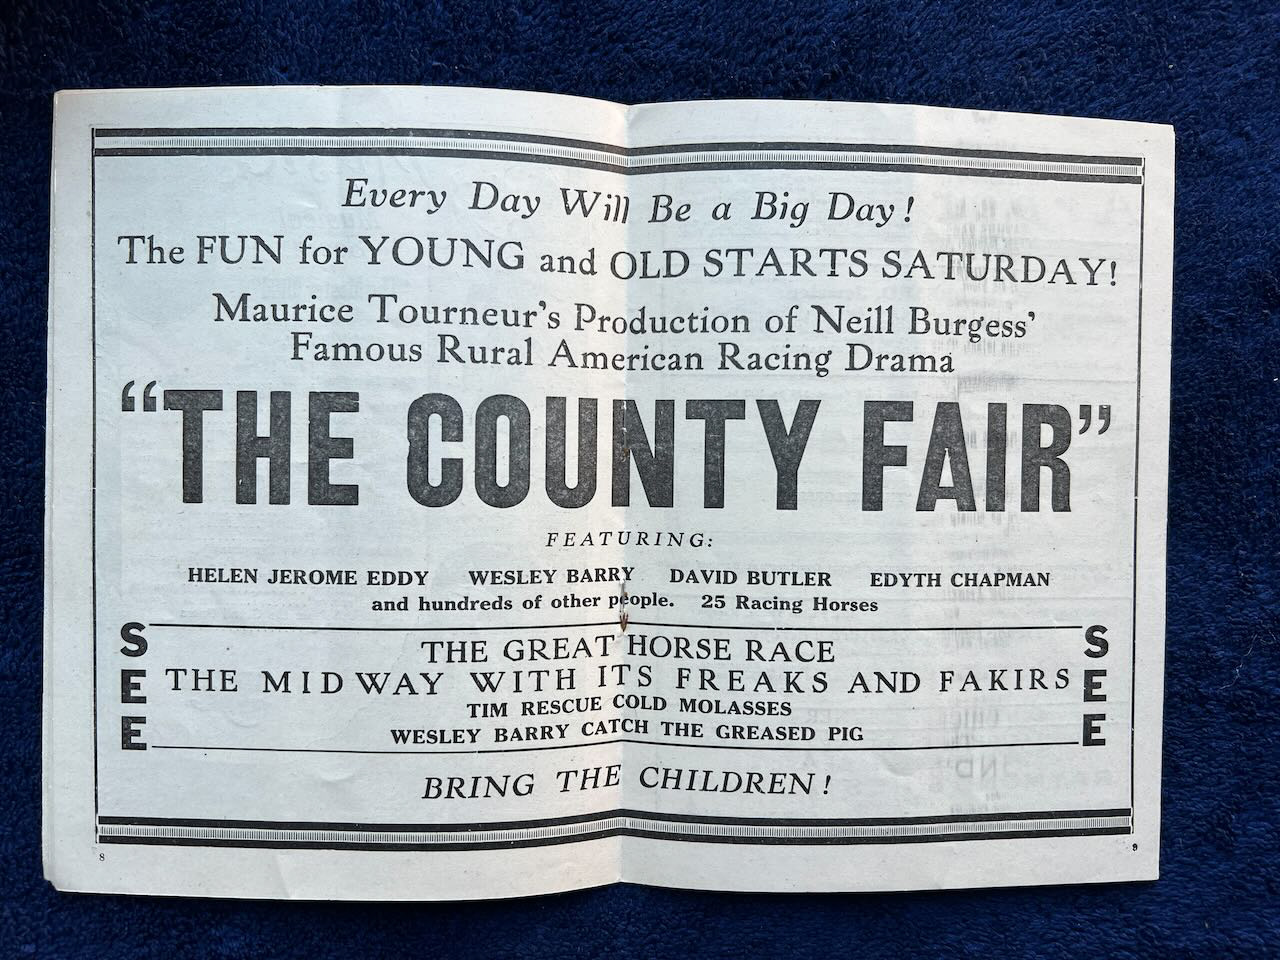 Every Day Will Be a Big Day!
The FUN for YOUNG and OLD STARTS SATURDAY!
Maurice Tourneur's Production of Neill Burgess'
Famous Rural American Racing Drama
"THE COUNTY FAIR"
FEATURING:
HELEN JEROME EDDY WESLEY BARRY DAVID BUTLER EDYTH CHAPMAN
and hundreds of other people. 25 Racing Horses
SEE
THE GREAT HORSE RACE
THE MIDWAY WITH ITS FREAKS AND FAKIRS
TIM RESCUE COLD MOLASSES
WESLEY BARRY CATCH THE GREASED PIG
SEE
BRING THE CHILDREN!
8
9